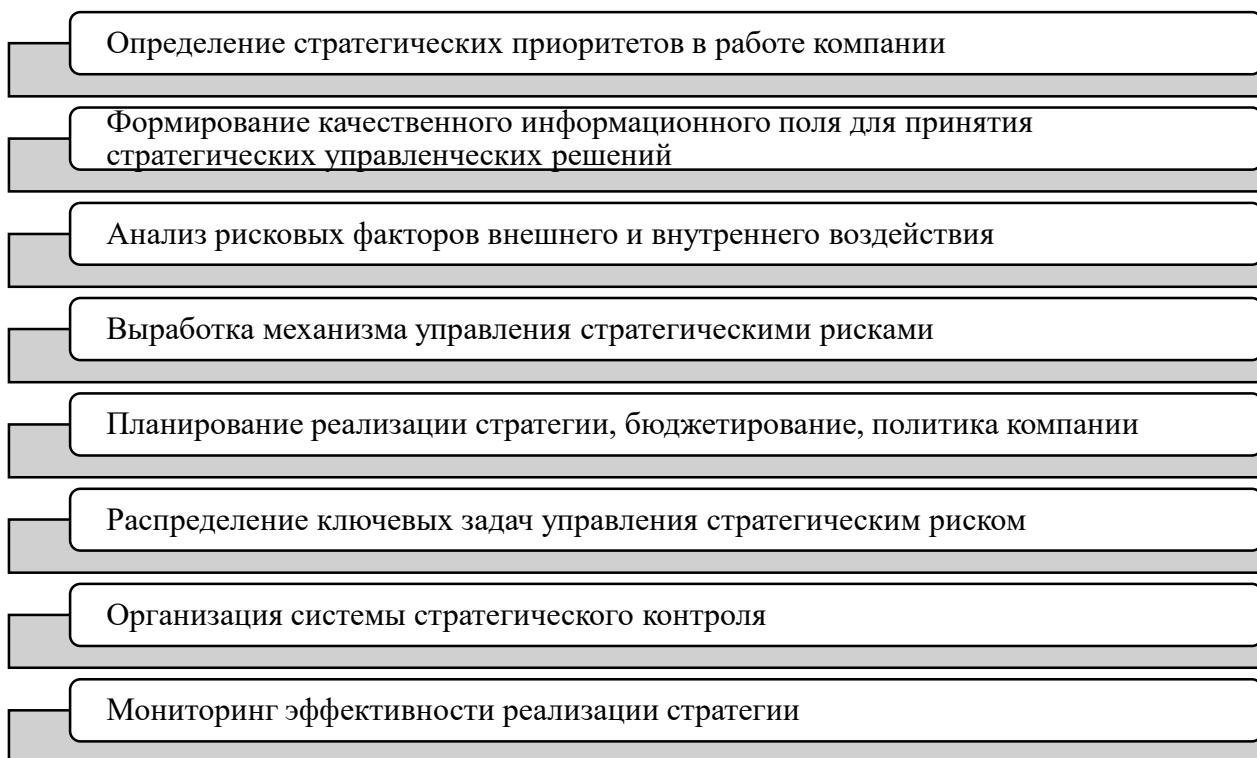 Определение стратегических приоритетов в работе компании
Формирование качественного информационного поля для принятия
стратегических управленческих решений
Анализ рисковых факторов внешнего и внутреннего воздействия
Выработка механизма управления стратегическими рисками
Планирование реализации стратегии, бюджетирование, политика компании
Распределение ключевых задач управления стратегическим риском
Организация системы стратегического контроля
Мониторинг эффективности реализации стратегии